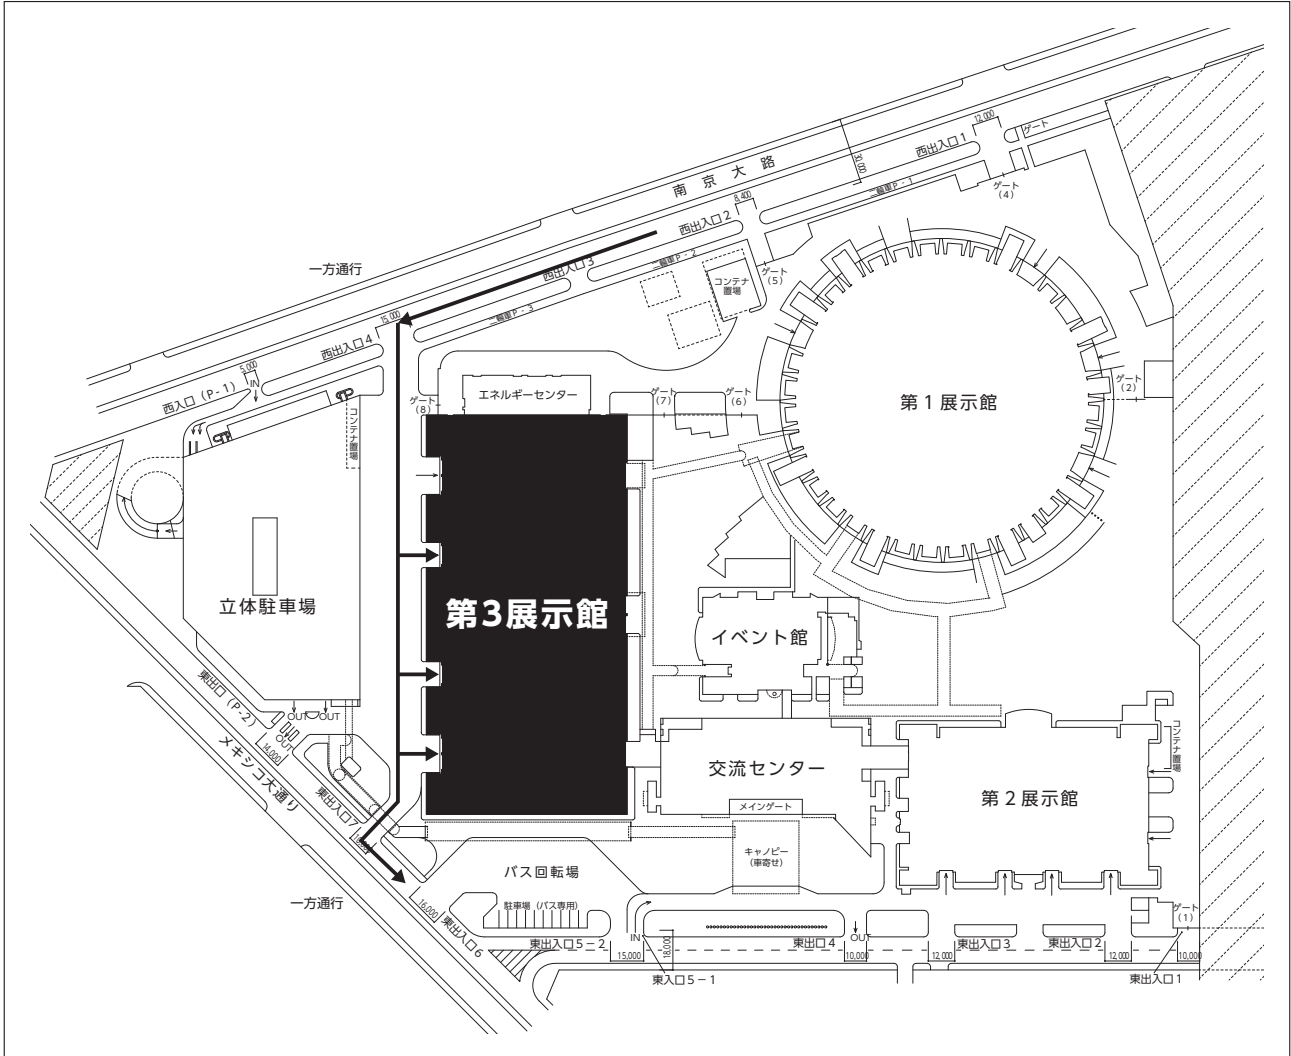 南京大路
一方通行
西出入口1
12,000
ゲート
30,000
二輪車P-1
ゲート
(4)
西出入口2
8,400
二輪車P-2
西出入口3
二輪車P-3
コンテナ
置場
ゲート
(5)
15,000
西出入口4
5,000
IN
西入口(P-1)
コンテナ置場
ゲート
(8)
エネルギーセンター
ゲート
(7)
ゲート
(6)
第1展示館
ゲート
(2)
立体駐車場
第3展示館
イベント館
東出口(P-2)
OUT
OUT
OUT
14,000
メキシコ大通り
東出入口7
交流センター
メインゲート
キャノピー
(車寄せ)
第2展示館
コンテナ置場
バス回転場
駐車場(バス専用)
一方通行
16,000
東出入口6
東出入口5-2
IN
15,000
18,000
東入口5-1
東出口4
OUT
10,000
12,000
東出入口3
東出入口2
12,000
ゲート
(1)
10,000
東出入口1